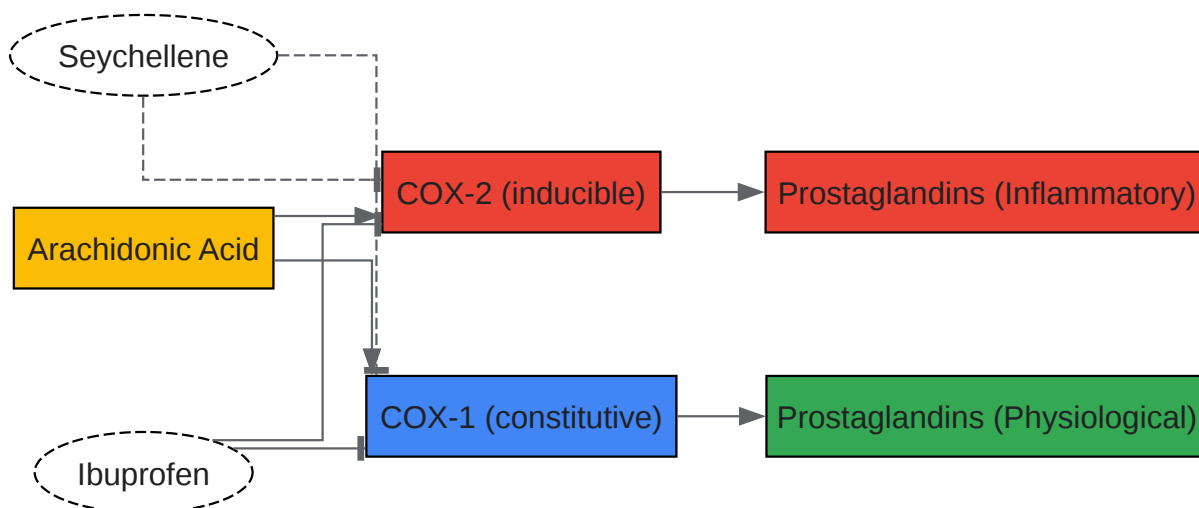 Seychellene
COX-2 (inducible)
Prostaglandins (Inflammatory)
Arachidonic Acid
COX-1 (constitutive)
Prostaglandins (Physiological)
Ibuprofen